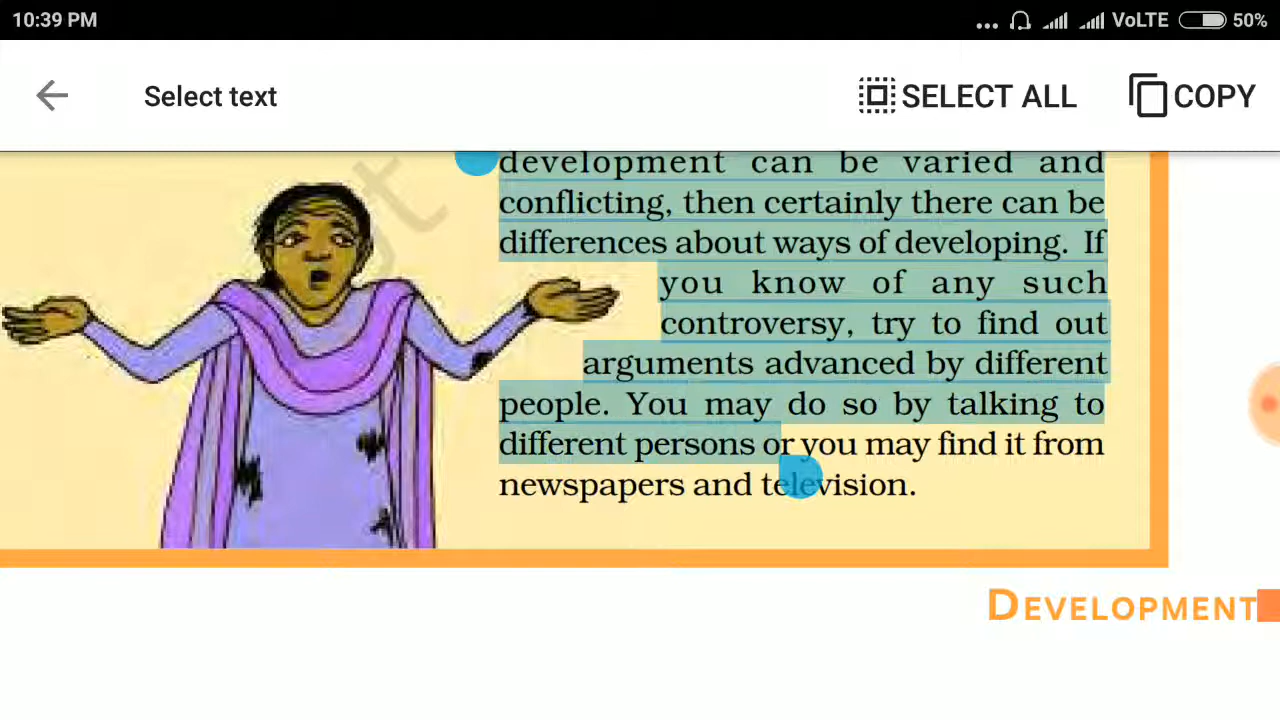 10:39 PM
... VoLTE 50%
Select text
SELECT ALL
COPY
development can be varied and
conflicting, then certainly there can be
differences about ways of developing. If
you know of any such
controversy, try to find out
arguments advanced by different
people. You may do so by talking to
different persons or you may find it from
newspapers and television.
DEVELOPMENT